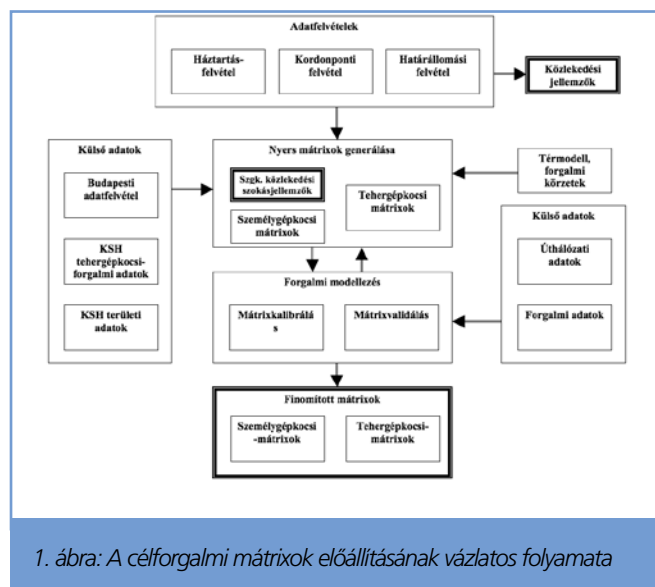 Adatfelvételek
Háztartás-
felvétel
Kordonponti
felvétel
Határállomási
felvétel
Közlekedési
jellemzők
Külső adatok
Budapesti
adatfelvétel
KSH
tehergépkocsi-
forgalmi adatok
KSH területi
adatok
Nyers mátrixok generálása
Szgk. közlekedési
szokásjellemzők
Személygépkocsi
mátrixok
Tehergépkocsi
mátrixok
Térmodell,
forgalmi
körzetek
Külső adatok
Úthálózati
adatok
Forgalmi adatok
Forgalmi modellezés
Mátrixkalibrálá
s
Mátrixvalidálás
Finomított mátrixok
Személygépkocsi
-mátrixok
Tehergépkocsi-
mátrixok
1. ábra: A célforgalmi mátrixok előállításának vázlatos folyamata